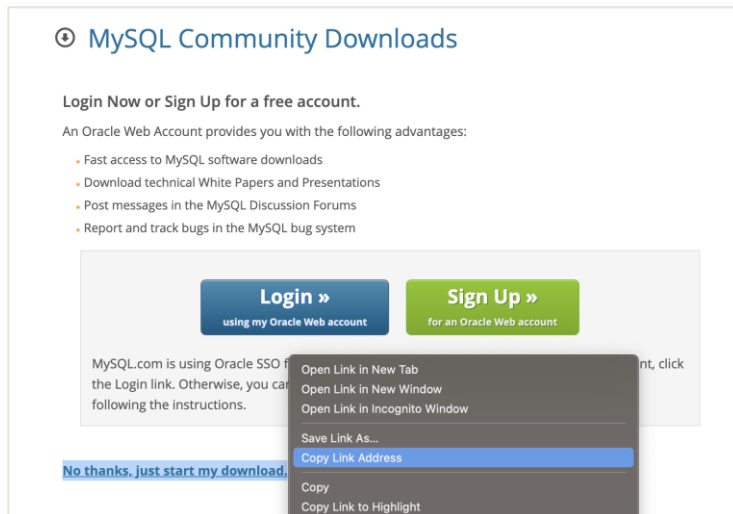 MySQL Community Downloads
Login Now or Sign Up for a free account.
An Oracle Web Account provides you with the following advantages:
Fast access to MySQL software downloads
Download technical White Papers and Presentations
Post messages in the MySQL Discussion Forums
Report and track bugs in the MySQL bug system
Login »
using my Oracle Web account
Sign Up »
for an Oracle Web account
MySQL.com is using Oracle SSO f nt, click
the Login link. Otherwise, you can
following the instructions.
Open Link in New Tab
Open Link in New Window
Open Link in Incognito Window
Save Link As...
Copy Link Address
Copy
Copy Link to Highlight
No thanks, just start my download.